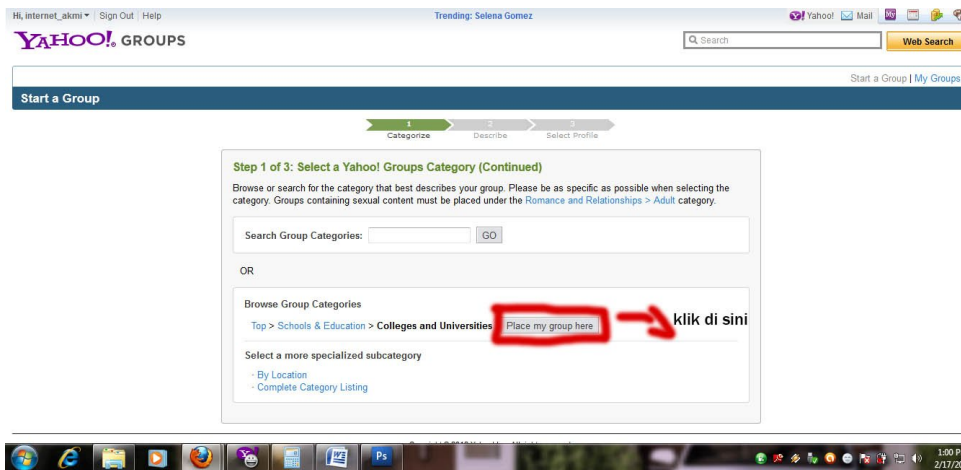 Hi, internet_akmi Sign Out Help Trending: Selena Gomez Yahoo! Mail My
YAHOO! GROUPS Search Web Search
Start a Group | My Groups
Start a Group
1 2 3
Categorize Describe Select Profile
Step 1 of 3: Select a Yahoo! Groups Category (Continued)
Browse or search for the category that best describes your group. Please be as specific as possible when selecting the
category. Groups containing sexual content must be placed under the Romance and Relationships > Adult category.
Search Group Categories: GO
OR
Browse Group Categories
Top > Schools & Education > Colleges and Universities Place my group here klik di sini
Select a more specialized subcategory
- By Location
- Complete Category Listing
Ps 1:00 P
2/17/20